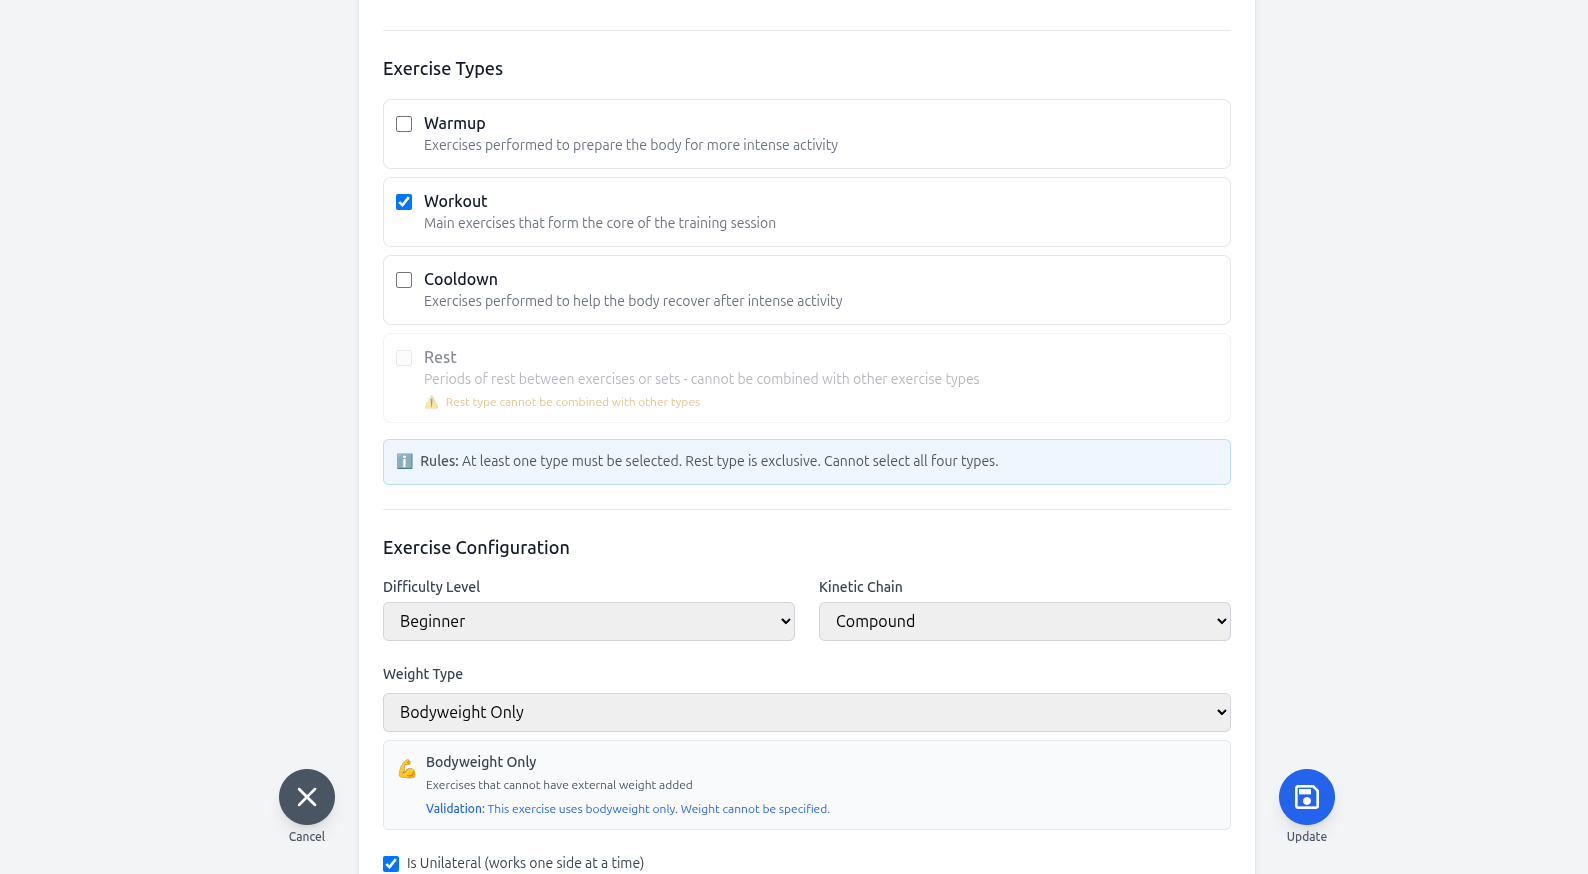 Exercise Types
Warmup
Exercises performed to prepare the body for more intense activity
Workout
Main exercises that form the core of the training session
Cooldown
Exercises performed to help the body recover after intense activity
Rest
Periods of rest between exercises or sets - cannot be combined with other exercise types
⚠️ Rest type cannot be combined with other types
ℹ️ Rules: At least one type must be selected. Rest type is exclusive. Cannot select all four types.
Exercise Configuration
Difficulty Level
Beginner
Kinetic Chain
Compound
Weight Type
Bodyweight Only
Bodyweight Only
Exercises that cannot have external weight added
Validation: This exercise uses bodyweight only. Weight cannot be specified.
Is Unilateral (works one side at a time)
Cancel
Update